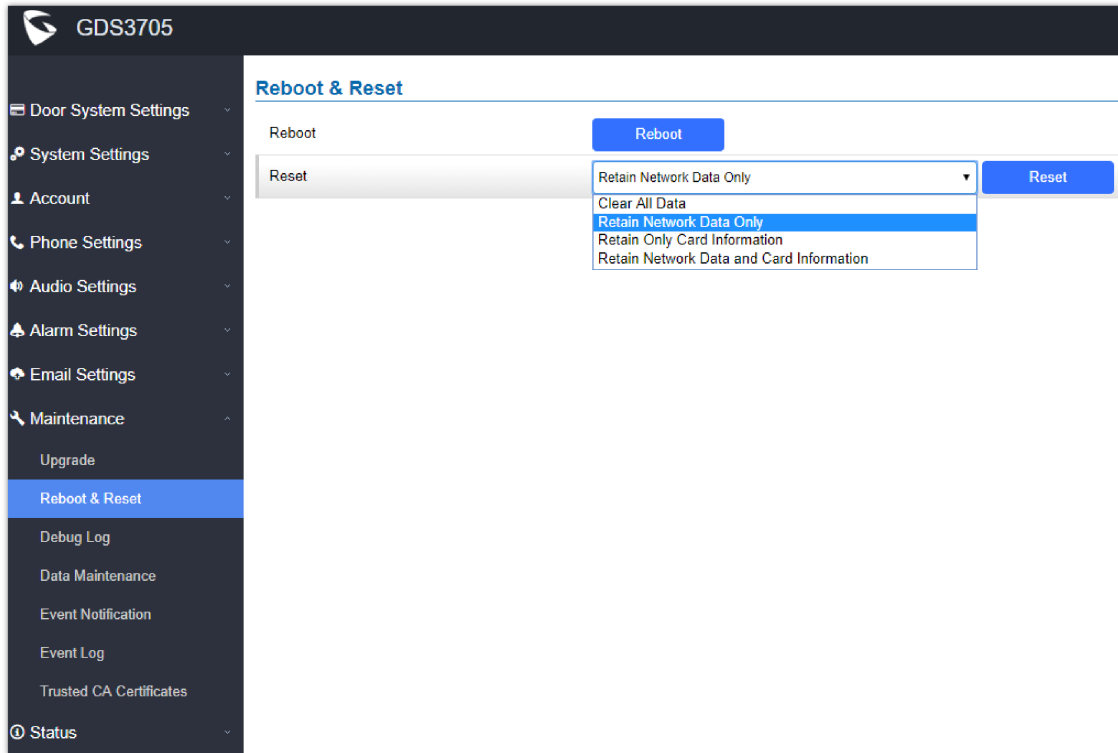 GDS3705
Door System Settings
System Settings
Account
Phone Settings
Audio Settings
Alarm Settings
Email Settings
Maintenance
Upgrade
Reboot & Reset
Debug Log
Data Maintenance
Event Notification
Event Log
Trusted CA Certificates
Status
Reboot & Reset
Reboot Reboot
Reset Retain Network Data Only Reset
Clear All Data
Retain Network Data Only
Retain Only Card Information
Retain Network Data and Card Information